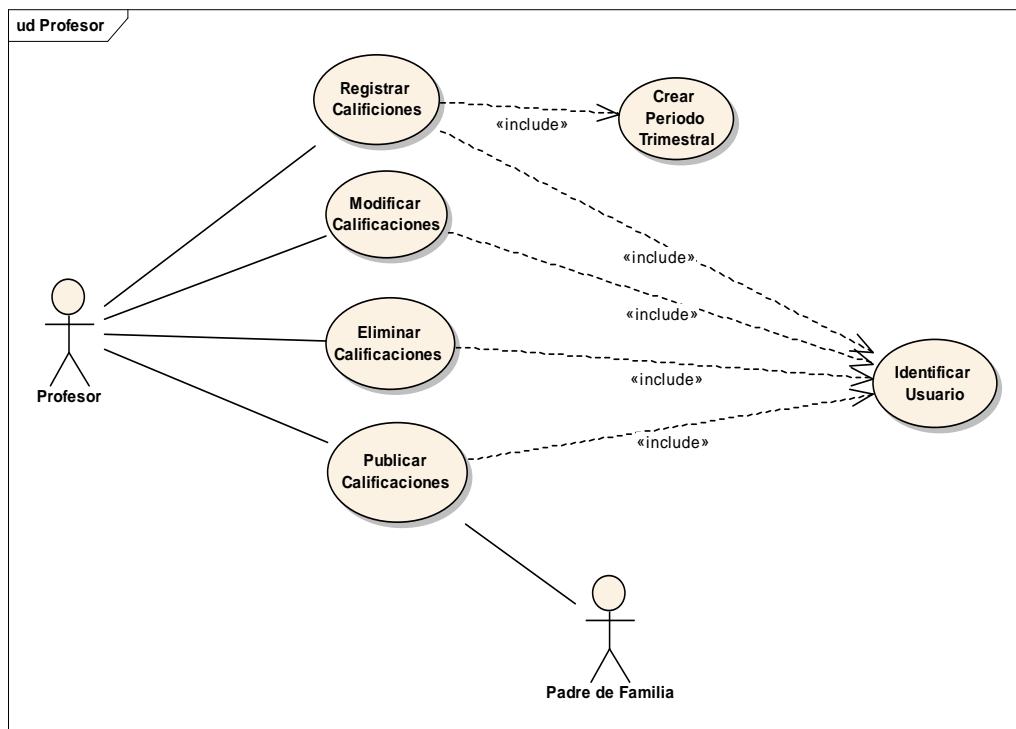 ud Profesor
Registrar
Calificiones
«include»
Crear
Periodo
Trimestral
Modificar
Calificaciones
«include»
«include»
Eliminar
Calificaciones
«include»
Identificar
Usuario
Profesor
Publicar
Calificaciones
«include»
Padre de Familia